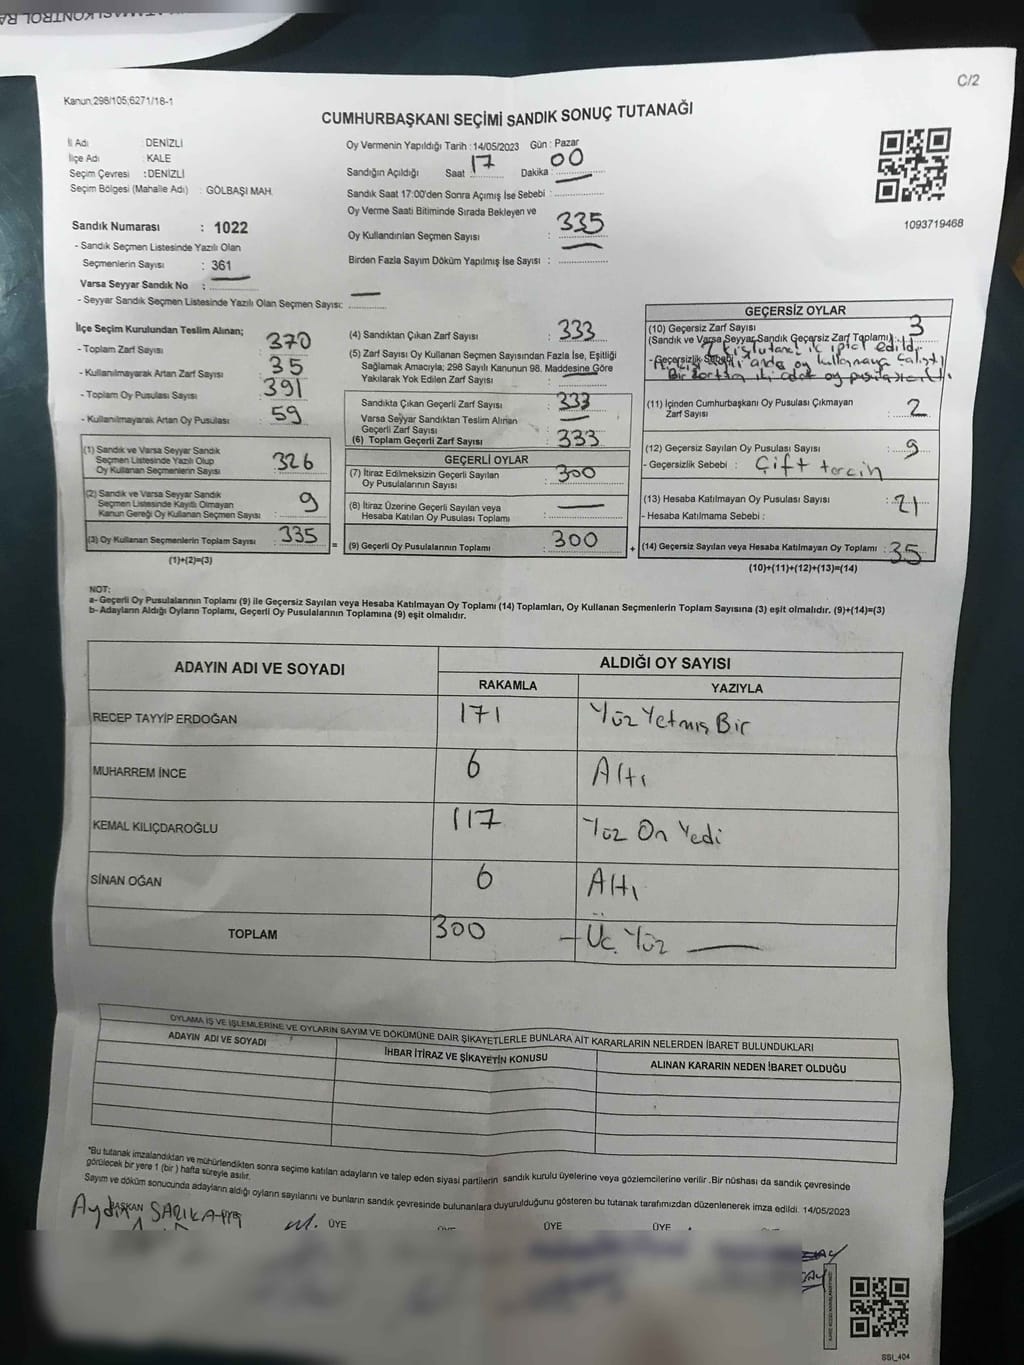 C/2
Kanun;298/105;6271/18-1
CUMHURBAŞKANI SEÇİMİ SANDIK SONUÇ TUTANAĞI
İl Adı : DENİZLİ
İlçe Adı : KALE
Seçim Çevresi : DENİZLİ
Seçim Bölgesi (Mahalle Adı) : GÖLBAŞI MAH.
Sandık Numarası : 1022
- Sandık Seçmen Listesinde Yazılı Olan
Seçmenlerin Sayısı : 361
Varsa Seyyar Sandık No :
- Seyyar Sandık Seçmen Listesinde Yazılı Olan Seçmen Sayısı:
Oy Vermenin Yapıldığı Tarih : 14/05/2023 Gün : Pazar
Sandığın Açıldığı Saat 17 Dakika 00
Sandık Saat 17:00'den Sonra Açımış İse Sebebi :
Oy Verme Saati Bitiminde Sırada Bekleyen ve
Oy Kullandırılan Seçmen Sayısı : 335
Birden Fazla Sayım Döküm Yapılmış İse Sayısı :
1093719468
İlçe Seçim Kurulundan Teslim Alınan;
- Toplam Zarf Sayısı : 370
- Kullanılmayarak Artan Zarf Sayısı : 35
- Toplam Oy Pusulası Sayısı : 391
- Kullanılmayarak Artan Oy Pusulası : 59
(1) Sandık ve Varsa Seyyar Sandık
Seçmen Listesinde Yazılı Olup
Oy Kullanan Seçmenlerin Sayısı : 326
(2) Sandık ve Varsa Seyyar Sandık
Seçmen Listesinde Kayıtlı Olmayan
Kanun Gereği Oy Kullanan Seçmen Sayısı : 9
(3) Oy Kullanan Seçmenlerin Toplam Sayısı : 335
(1)+(2)=(3)
(4) Sandıktan Çıkan Zarf Sayısı : 333
(5) Zarf Sayısı Oy Kullanan Seçmen Sayısından Fazla İse, Eşitliği
Sağlamak Amacıyla; 298 Sayılı Kanunun 98. Maddesine Göre
Yakılarak Yok Edilen Zarf Sayısı :
Sandıkta Çıkan Geçerli Zarf Sayısı : 333
Varsa Seyyar Sandıktan Teslim Alınan
Geçerli Zarf Sayısı :
(6) Toplam Geçerli Zarf Sayısı : 333
GEÇERLİ OYLAR
(7) İtiraz Edilmeksizin Geçerli Sayılan
Oy Pusulalarının Sayısı : 300
(8) İtiraz Üzerine Geçerli Sayılan veya
Hesaba Katılan Oy Pusulası Toplamı :
= (9) Geçerli Oy Pusulalarının Toplamı : 300 +
GEÇERSİZ OYLAR
(10) Geçersiz Zarf Sayısı
(Sandık ve Varsa Seyyar Sandık Geçersiz Zarf Toplamı) : 3
- Geçersizlik Sebebi
iptal edildi
oy kullanmaya çalıştı
Bir zarftan iki adet oy pusulası
(11) İçinden Cumhurbaşkanı Oy Pusulası Çıkmayan
Zarf Sayısı : 2
(12) Geçersiz Sayılan Oy Pusulası Sayısı : 9
- Geçersizlik Sebebi : Çift tercih
(13) Hesaba Katılmayan Oy Pusulası Sayısı : 21
- Hesaba Katılmama Sebebi :
(14) Geçersiz Sayılan veya Hesaba Katılmayan Oy Toplamı : 35
(10)+(11)+(12)+(13)=(14)
NOT:
a- Geçerli Oy Pusulalarının Toplamı (9) ile Geçersiz Sayılan veya Hesaba Katılmayan Oy Toplamı (14) Toplamları, Oy Kullanan Seçmenlerin Toplam Sayısına (3) eşit olmalıdır. (9)+(14)=(3)
b- Adayların Aldığı Oyların Toplamı, Geçerli Oy Pusulalarının Toplamına (9) eşit olmalıdır.
ADAYIN ADI VE SOYADI ALDIĞI OY SAYISI
RAKAMLA YAZIYLA
RECEP TAYYİP ERDOĞAN 171 Yüz Yetmiş Bir
MUHARREM İNCE 6 Altı
KEMAL KILIÇDAROĞLU 117 Yüz On Yedi
SİNAN OĞAN 6 Altı
TOPLAM 300 Üç Yüz
OYLAMA İŞ VE İŞLEMLERİNE VE OYLARIN SAYIM VE DÖKÜMÜNE DAİR ŞİKAYETLERLE BUNLARA AİT KARARLARIN NELERDEN İBARET BULUNDUKLARI
ADAYIN ADI VE SOYADI İHBAR İTİRAZ VE ŞİKAYETİN KONUSU ALINAN KARARIN NEDEN İBARET OLDUĞU
*Bu tutanak imzalandıktan ve mühürlendikten sonra seçime katılan adayların ve talep eden siyasi partilerin sandık kurulu üyelerine veya gözlemcilerine verilir. Bir nüshası da sandık çevresinde
görülecek bir yere 1 (bir) hafta süreyle asılır.
Sayım ve döküm sonucunda adayların aldığı oyların sayılarını ve bunların sandık çevresinde bulunanlara duyurulduğunu gösteren bu tutanak tarafımızdan düzenlenerek imza edildi. 14/05/2023
BAŞKAN ÜYE ÜYE ÜYE ÜYE
SSI_404